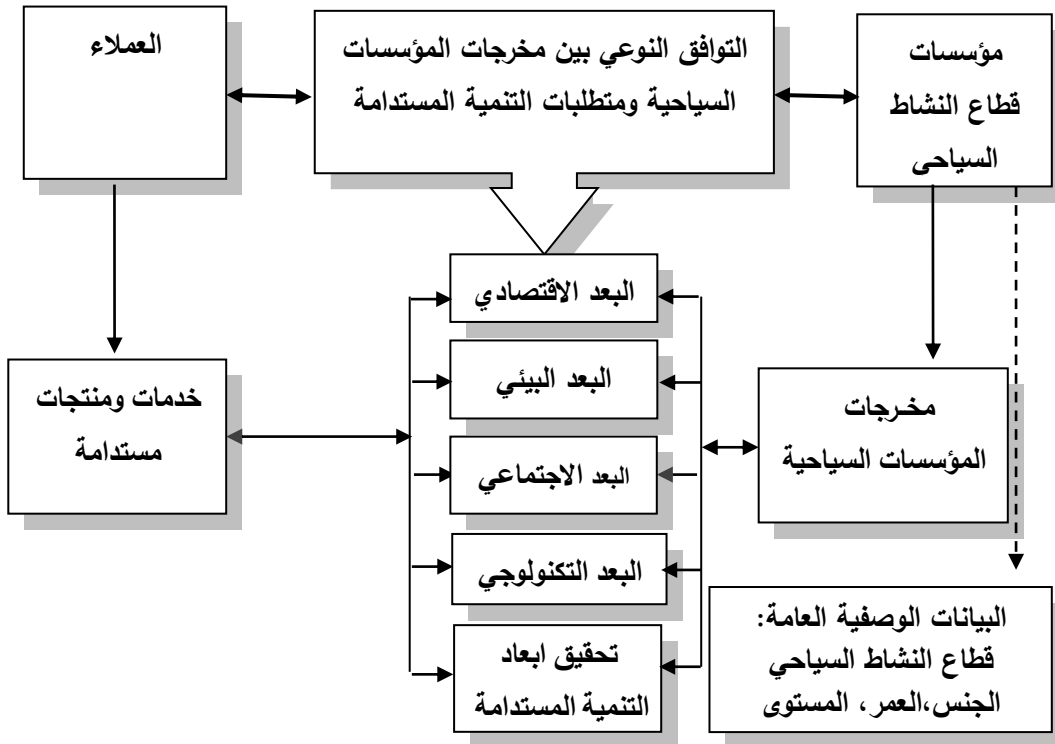 مؤسسات
قطاع النشاط
السياحى
التوافق النوعي بين مخرجات المؤسسات
السياحية ومتطلبات التنمية المستدامة
العملاء
البعد الاقتصادي
البعد البيئي
البعد الاجتماعي
البعد التكنولوجي
تحقيق ابعاد
التنمية المستدامة
مخرجات
المؤسسات السياحية
خدمات ومنتجات
مستدامة
البيانات الوصفية العامة:
قطاع النشاط السياحي
الجنس،العمر، المستوى